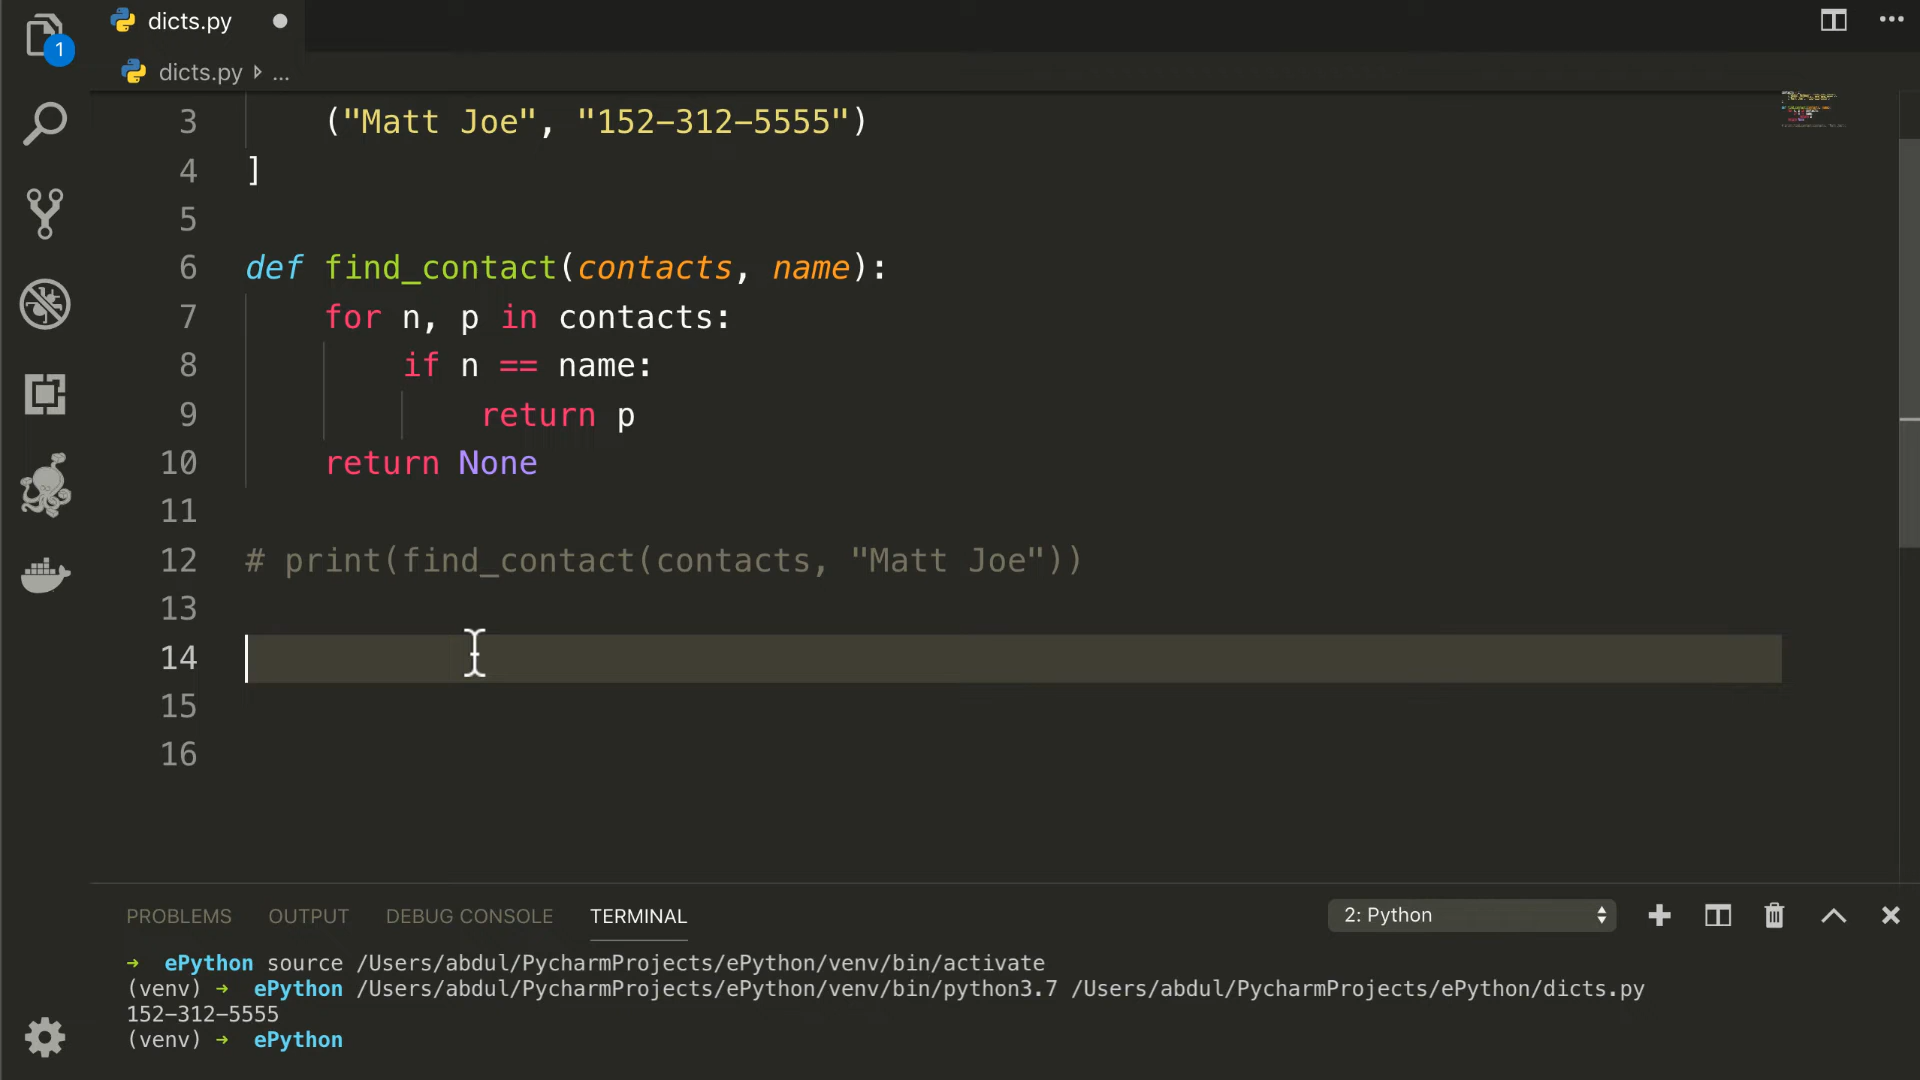 dicts.py
1
dicts.py ...
3 ("Matt Joe", "152-312-5555")
4 ]
5
6 def find_contact(contacts, name):
7 for n, p in contacts:
8 if n == name:
9 return p
10 return None
11
12 # print(find_contact(contacts, "Matt Joe"))
13
14
15
16
PROBLEMS OUTPUT DEBUG CONSOLE TERMINAL 2: Python
➜ ePython source /Users/abdul/PycharmProjects/ePython/venv/bin/activate
(venv) ➜ ePython /Users/abdul/PycharmProjects/ePython/venv/bin/python3.7 /Users/abdul/PycharmProjects/ePython/dicts.py
152-312-5555
(venv) ➜ ePython